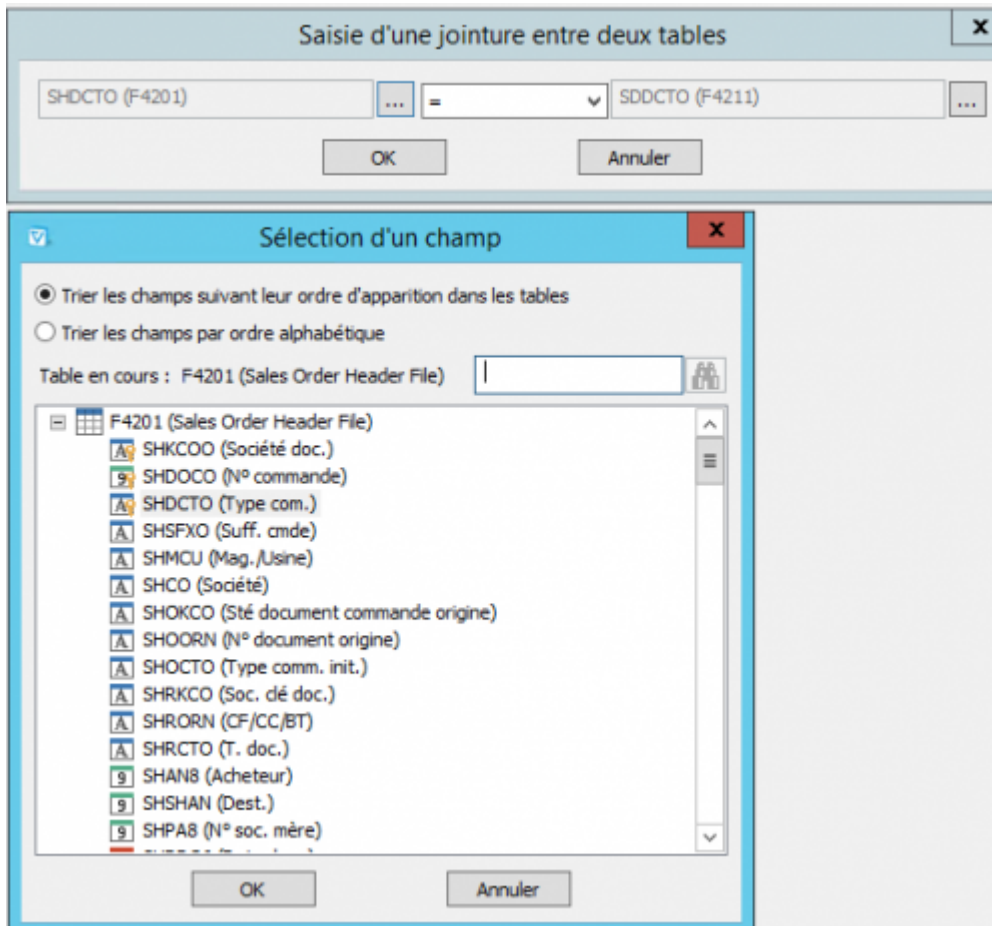 Saisie d'une jointure entre deux tables
SHDCTO (F4201) ... = SDDCTO (F4211) ...
OK Annuler
Sélection d'un champ
Trier les champs suivant leur ordre d'apparition dans les tables
Trier les champs par ordre alphabétique
Table en cours : F4201 (Sales Order Header File)
F4201 (Sales Order Header File)
SHKCOO (Société doc.)
SHDOCO (Nº commande)
SHDCTO (Type com.)
SHSFXO (Suff. cmde)
SHMCU (Mag./Usine)
SHCO (Société)
SHOKCO (Sté document commande origine)
SHOORN (N° document origine)
SHOCTO (Type comm. init.)
SHRKCO (Soc. clé doc.)
SHRORN (CF/CC/BT)
SHRCTO (T. doc.)
SHAN8 (Acheteur)
SHSHAN (Dest.)
SHPA8 (N° soc. mère)
OK Annuler